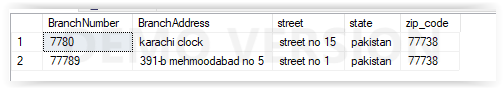 BranchNumber BranchAddress street state zip_code
1 7780 karachi clock street no 15 pakistan 77738
2 77789 391-b mehmoodabad no 5 street no 1 pakistan 77738